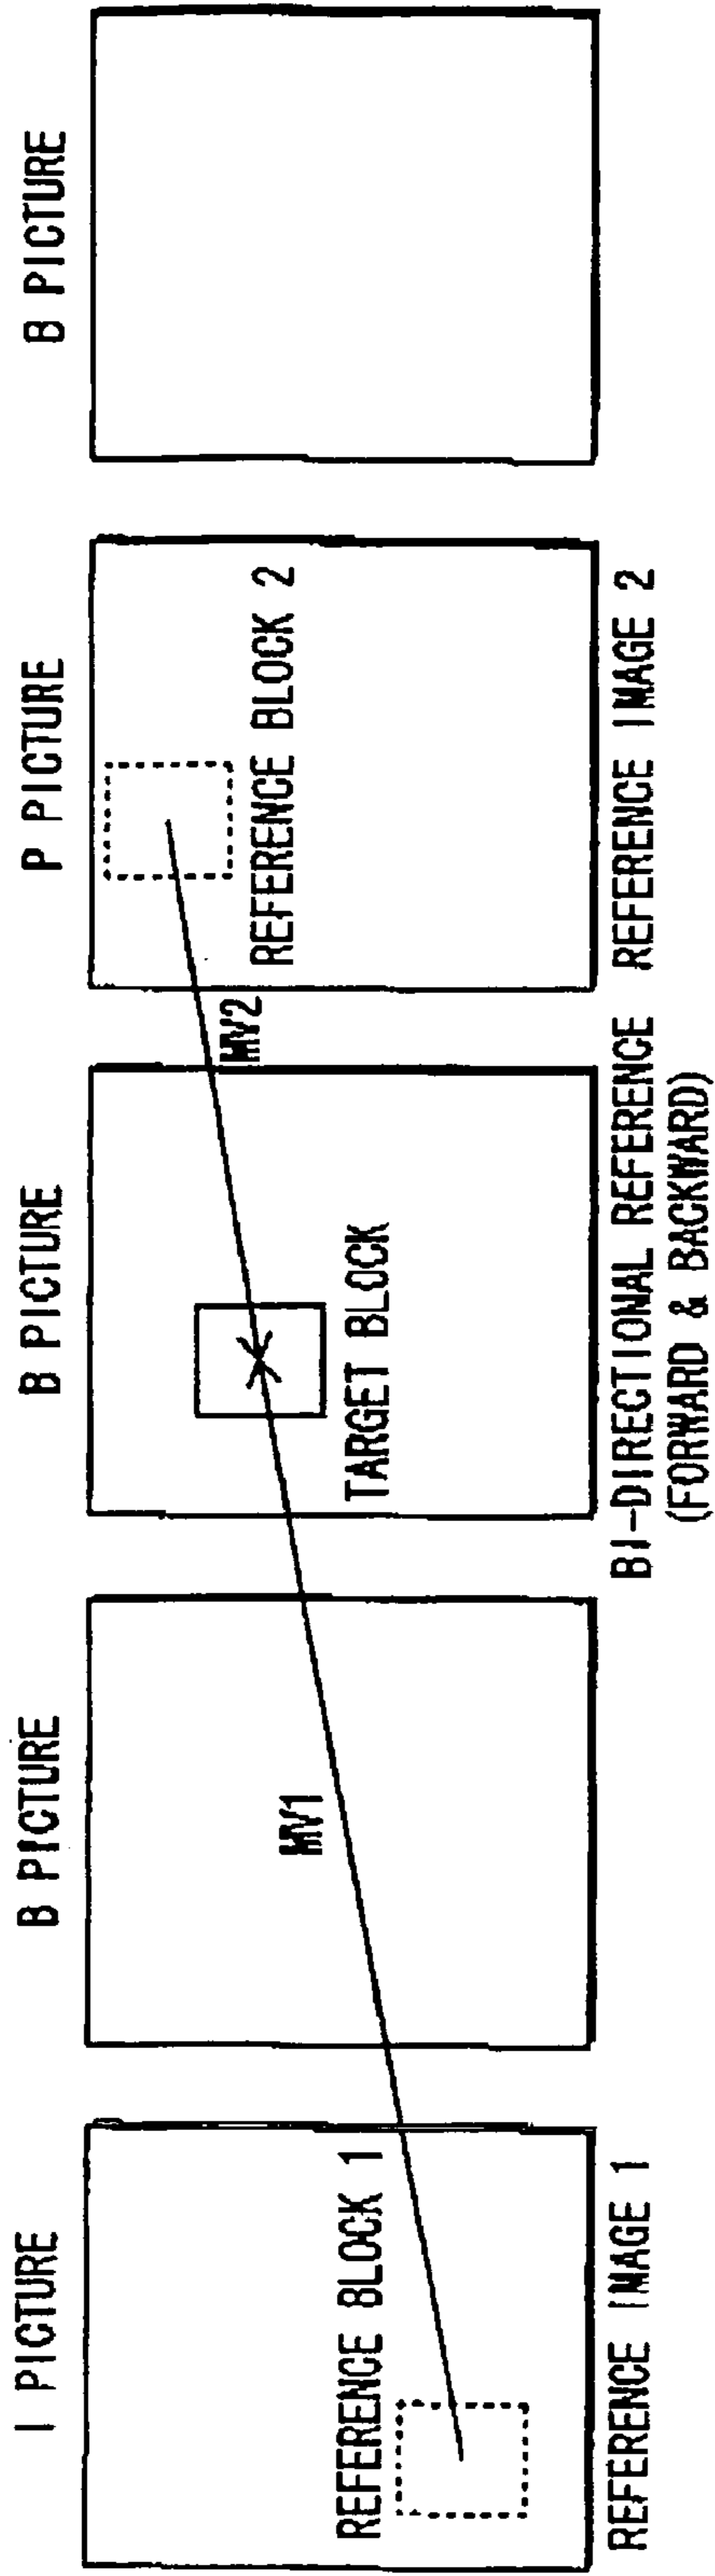 I PICTURE
B PICTURE
B PICTURE
P PICTURE
B PICTURE
REFERENCE BLOCK 1
MV1
TARGET BLOCK
MV2
REFERENCE BLOCK 2
REFERENCE IMAGE 1
BI-DIRECTIONAL REFERENCE
(FORWARD & BACKWARD)
REFERENCE IMAGE 2